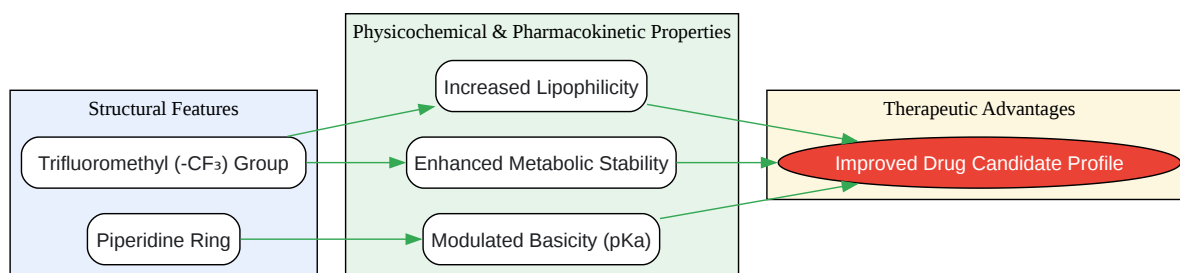 Structural Features
Trifluoromethyl (-CF₃) Group
Piperidine Ring
Physicochemical & Pharmacokinetic Properties
Increased Lipophilicity
Enhanced Metabolic Stability
Modulated Basicity (pKa)
Therapeutic Advantages
Improved Drug Candidate Profile